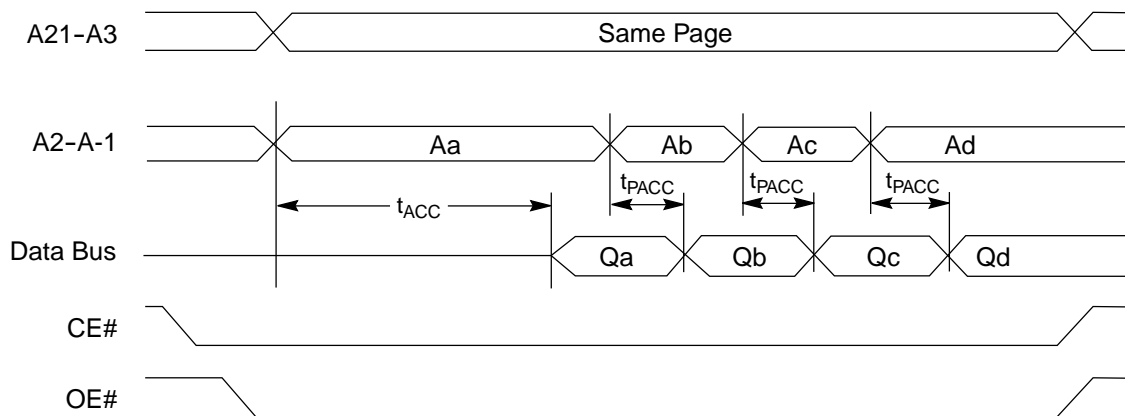 A21-A3 Same Page
A2-A-1 Aa Ab Ac Ad
tACC tPACC tPACC tPACC
Data Bus Qa Qb Qc Qd
CE#
OE#